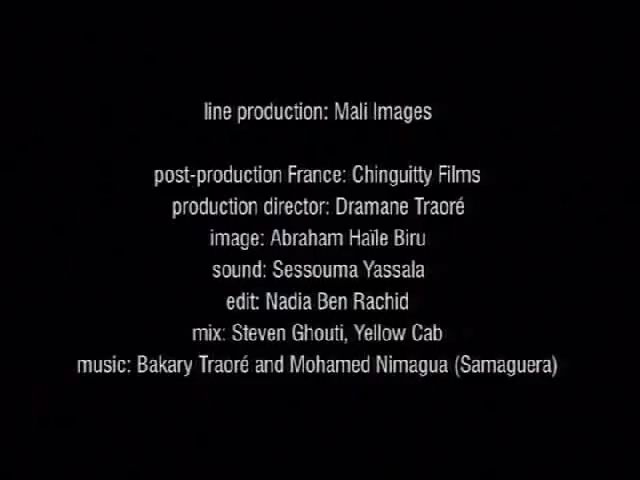 line production: Mali Images
post-production France: Chinguitty Films
production director: Dramane Traoré
image: Abraham Haïle Biru
sound: Sessouma Yassala
edit: Nadia Ben Rachid
mix: Steven Ghouti, Yellow Cab
music: Bakary Traoré and Mohamed Nimagua (Samaguera)